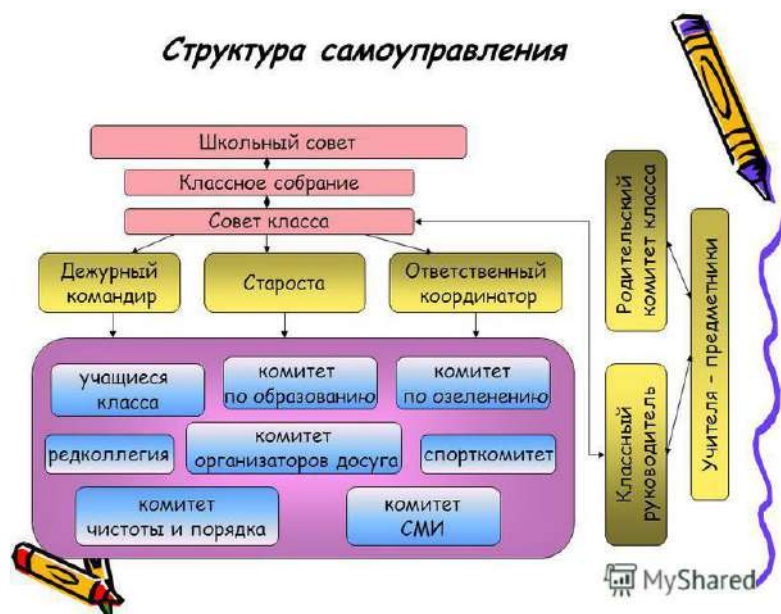 Структура самоуправления
Школьный совет
Классное собрание
Совет класса
Дежурный
командир
Староста
Ответственный
координатор
учащиеся
класса
комитет
по образованию
комитет
по озеленению
редколлегия
комитет
организаторов досуга
спорткомитет
комитет
чистоты и порядка
комитет
СМИ
Родительский
комитет класса
Классный
руководитель
Учителя - предметники
MyShared